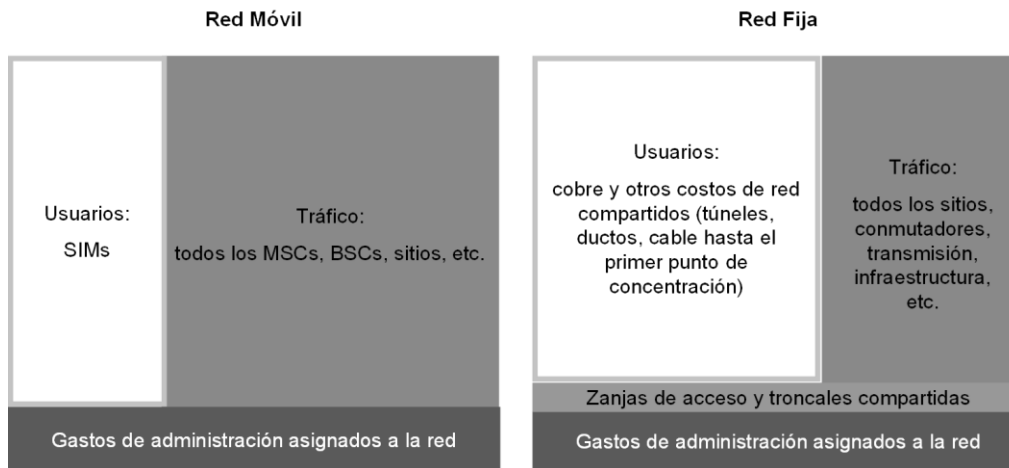 Red Móvil
Usuarios:
SIMs
Tráfico:
todos los MSCs, BSCs, sitios, etc.
Gastos de administración asignados a la red
Red Fija
Usuarios:
cobre y otros costos de red
compartidos (túneles,
ductos, cable hasta el
primer punto de
concentración)
Tráfico:
todos los sitios,
conmutadores,
transmisión,
infraestructura,
etc.
Zanjas de acceso y troncales compartidas
Gastos de administración asignados a la red